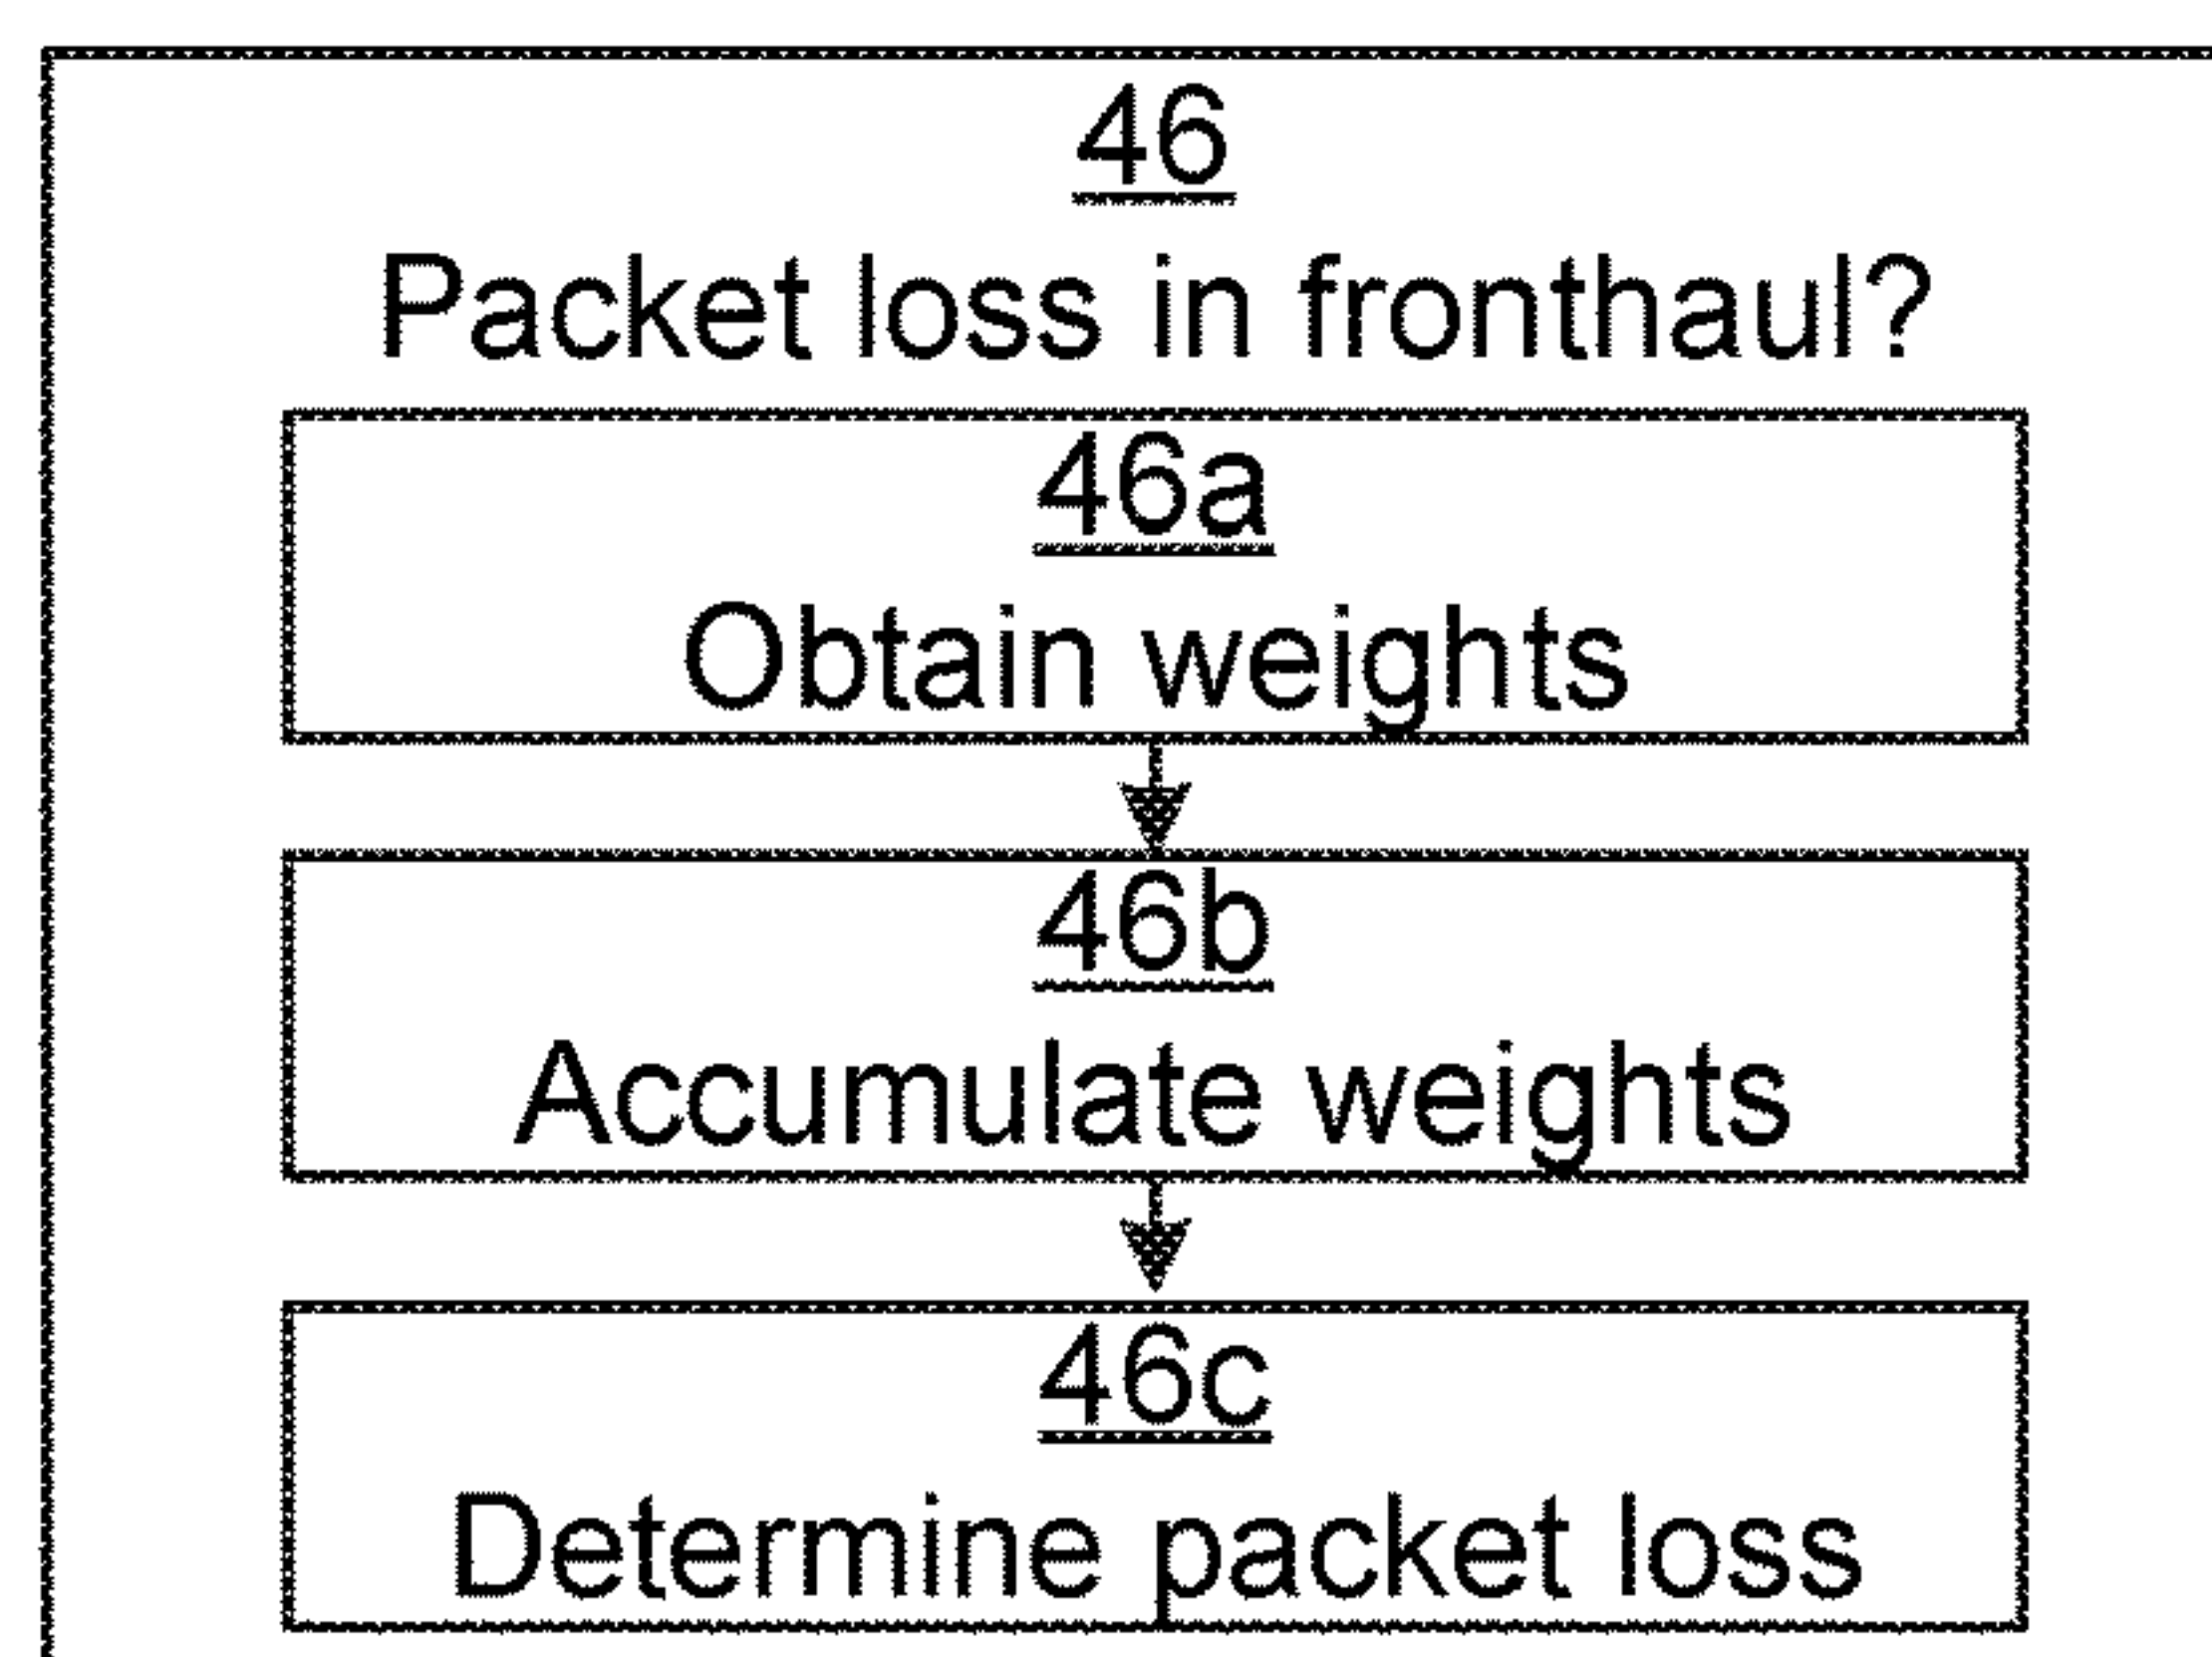 46
Packet loss in fronthaul?
46a
Obtain weights
46b
Accumulate weights
46c
Determine packet loss